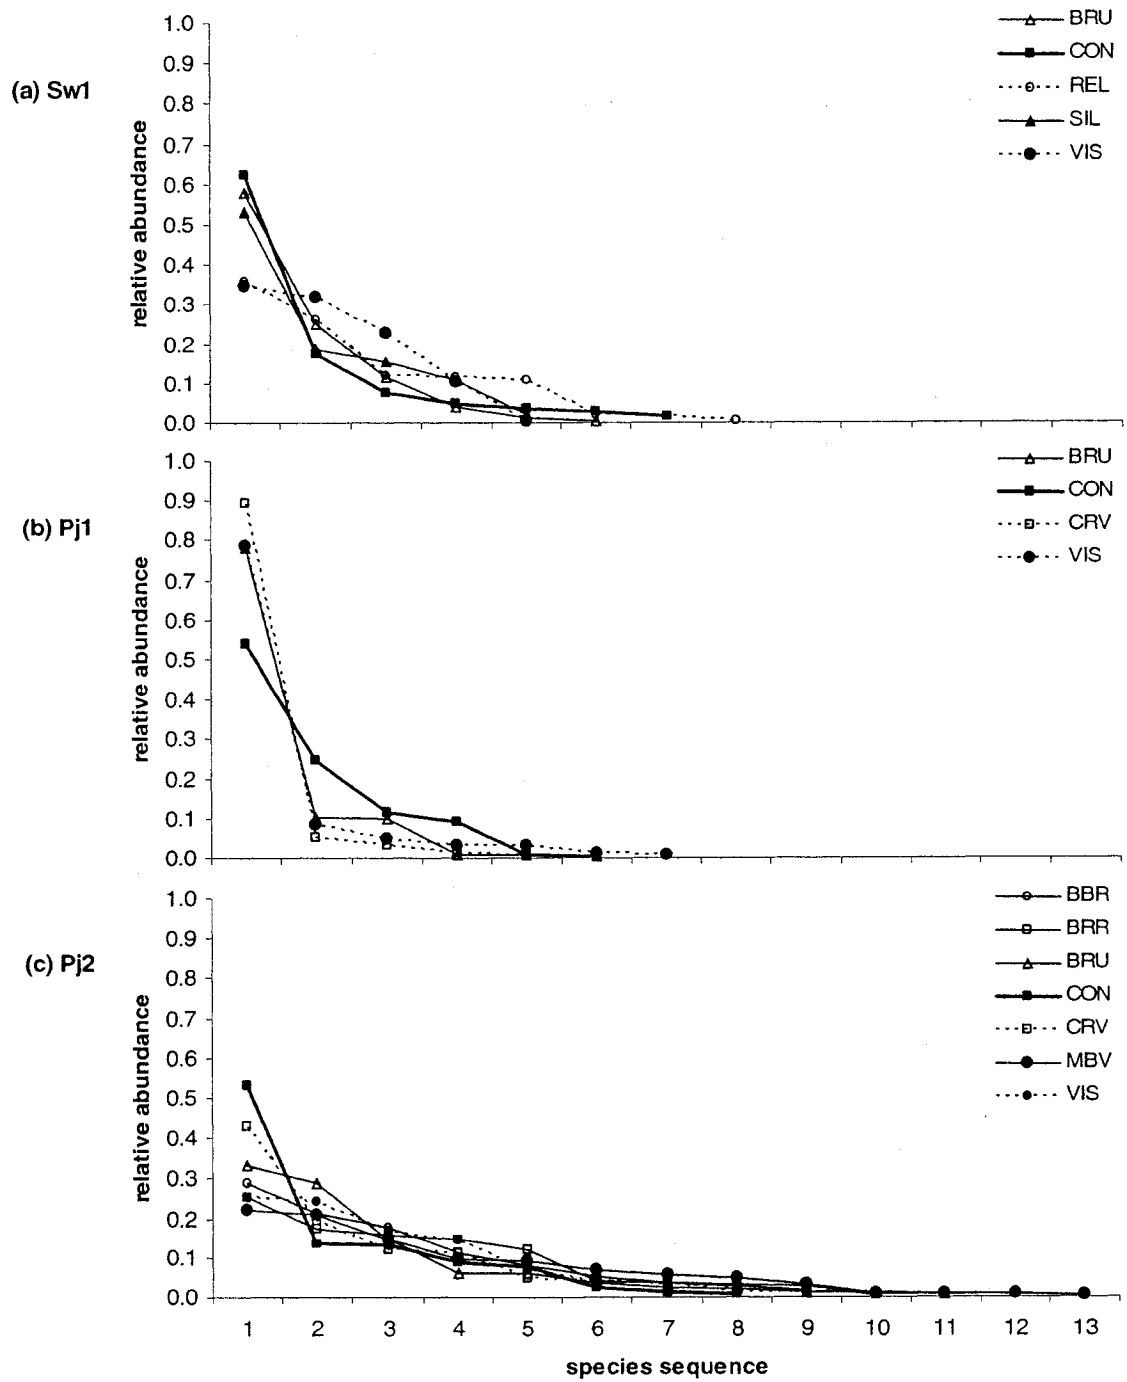 (a) Sw1
relative abundance
1.0
0.9
0.8
0.7
0.6
0.5
0.4
0.3
0.2
0.1
0.0
BRU
CON
REL
SIL
VIS
(b) Pj1
relative abundance
1.0
0.9
0.8
0.7
0.6
0.5
0.4
0.3
0.2
0.1
0.0
BRU
CON
CRV
VIS
(c) Pj2
relative abundance
1.0
0.9
0.8
0.7
0.6
0.5
0.4
0.3
0.2
0.1
0.0
BBR
BRR
BRU
CON
CRV
MBV
VIS
1 2 3 4 5 6 7 8 9 10 11 12 13
species sequence